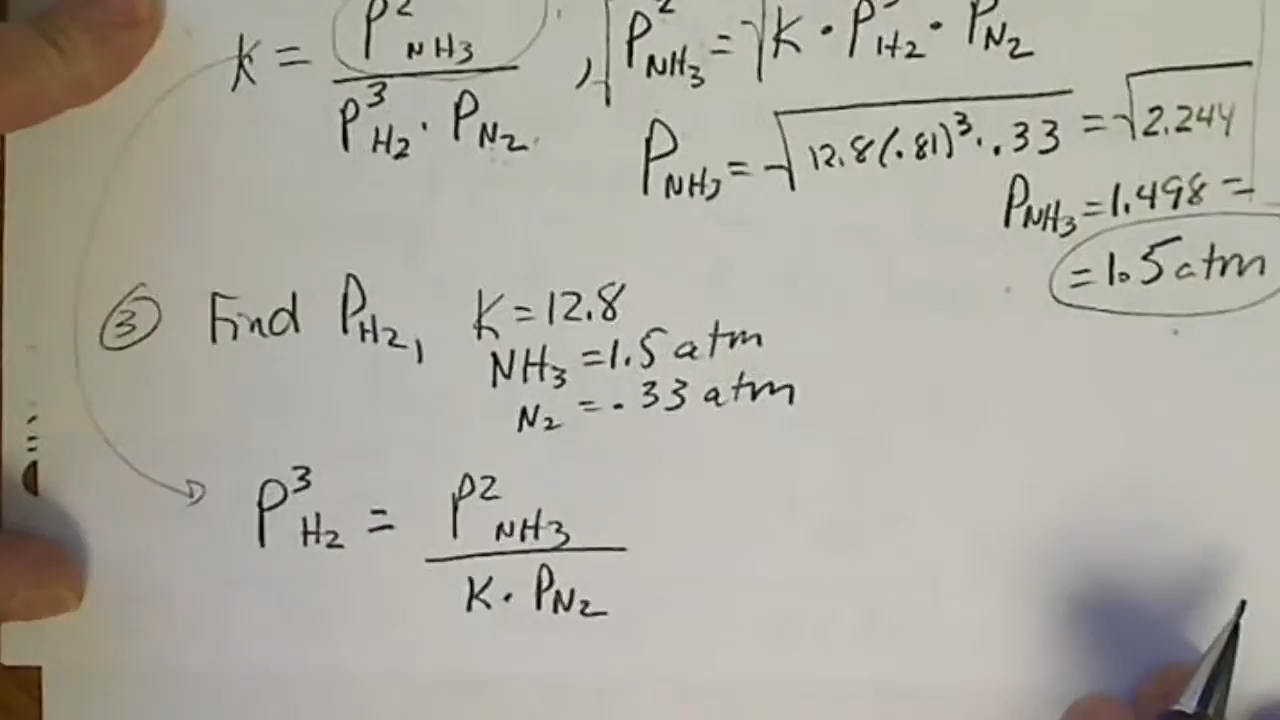 K = P²NH3 / P³H2 · PN2 , √P²NH3 = √K · P³H2 · PN2
PNH3 = √12.8(.81)³ · .33 = √2.244
PNH3 = 1.498 =
= 1.5 atm
③ Find PH2, K = 12.8
NH3 = 1.5 atm
N2 = .33 atm
P³H2 = P²NH3 / K · PN2